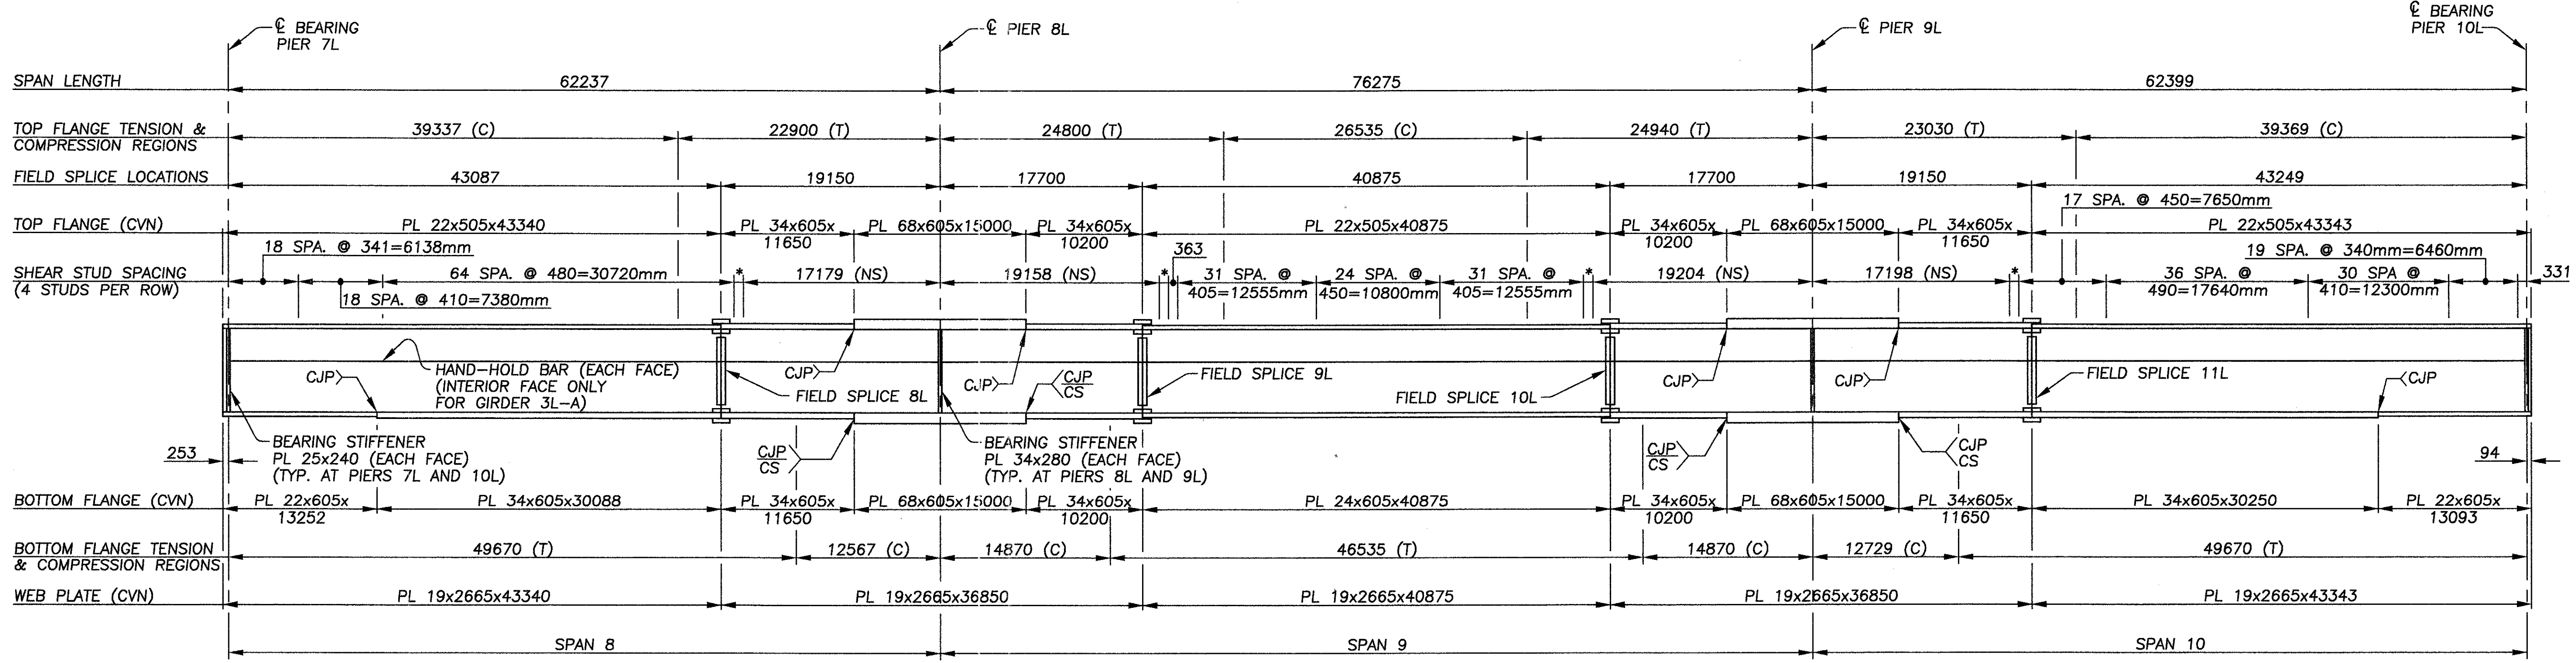 ℄ BEARING
PIER 7L
℄ PIER 8L
℄ PIER 9L
℄ BEARING
PIER 10L
SPAN LENGTH
62237
76275
62399
TOP FLANGE TENSION &
COMPRESSION REGIONS
39337 (C)
22900 (T)
24800 (T)
26535 (C)
24940 (T)
23030 (T)
39369 (C)
FIELD SPLICE LOCATIONS
43087
19150
17700
40875
17700
19150
43249
17 SPA. @ 450=7650mm
TOP FLANGE (CVN)
PL 22x505x43340
PL 34x605x
11650
PL 68x605x15000
PL 34x605x
10200
PL 22x505x40875
PL 34x605x
10200
PL 68x605x15000
PL 34x605x
11650
PL 22x505x43343
18 SPA. @ 341=6138mm
363
19 SPA. @ 340mm=6460mm
SHEAR STUD SPACING
(4 STUDS PER ROW)
64 SPA. @ 480=30720mm
*
17179 (NS)
19158 (NS)
*
31 SPA. @
405=12555mm
24 SPA. @
450=10800mm
31 SPA. @
405=12555mm
*
19204 (NS)
17198 (NS)
*
36 SPA. @
490=17640mm
30 SPA @
410=12300mm
331
18 SPA. @ 410=7380mm
CJP
HAND-HOLD BAR (EACH FACE)
(INTERIOR FACE ONLY
FOR GIRDER 3L-A)
FIELD SPLICE 8L
CJP
CJP
CJP
CS
FIELD SPLICE 9L
FIELD SPLICE 10L
CJP
CJP
FIELD SPLICE 11L
CJP
253
BEARING STIFFENER
PL 25x240 (EACH FACE)
(TYP. AT PIERS 7L AND 10L)
CJP
CS
BEARING STIFFENER
PL 34x280 (EACH FACE)
(TYP. AT PIERS 8L AND 9L)
CJP
CS
CJP
CS
94
BOTTOM FLANGE (CVN)
PL 22x605x
13252
PL 34x605x30088
PL 34x605x
11650
PL 68x605x15000
PL 34x605x
10200
PL 24x605x40875
PL 34x605x
10200
PL 68x605x15000
PL 34x605x
11650
PL 34x605x30250
PL 22x605x
13093
BOTTOM FLANGE TENSION
& COMPRESSION REGIONS
49670 (T)
12567 (C)
14870 (C)
46535 (T)
14870 (C)
12729 (C)
49670 (T)
WEB PLATE (CVN)
PL 19x2665x43340
PL 19x2665x36850
PL 19x2665x40875
PL 19x2665x36850
PL 19x2665x43343
SPAN 8
SPAN 9
SPAN 10